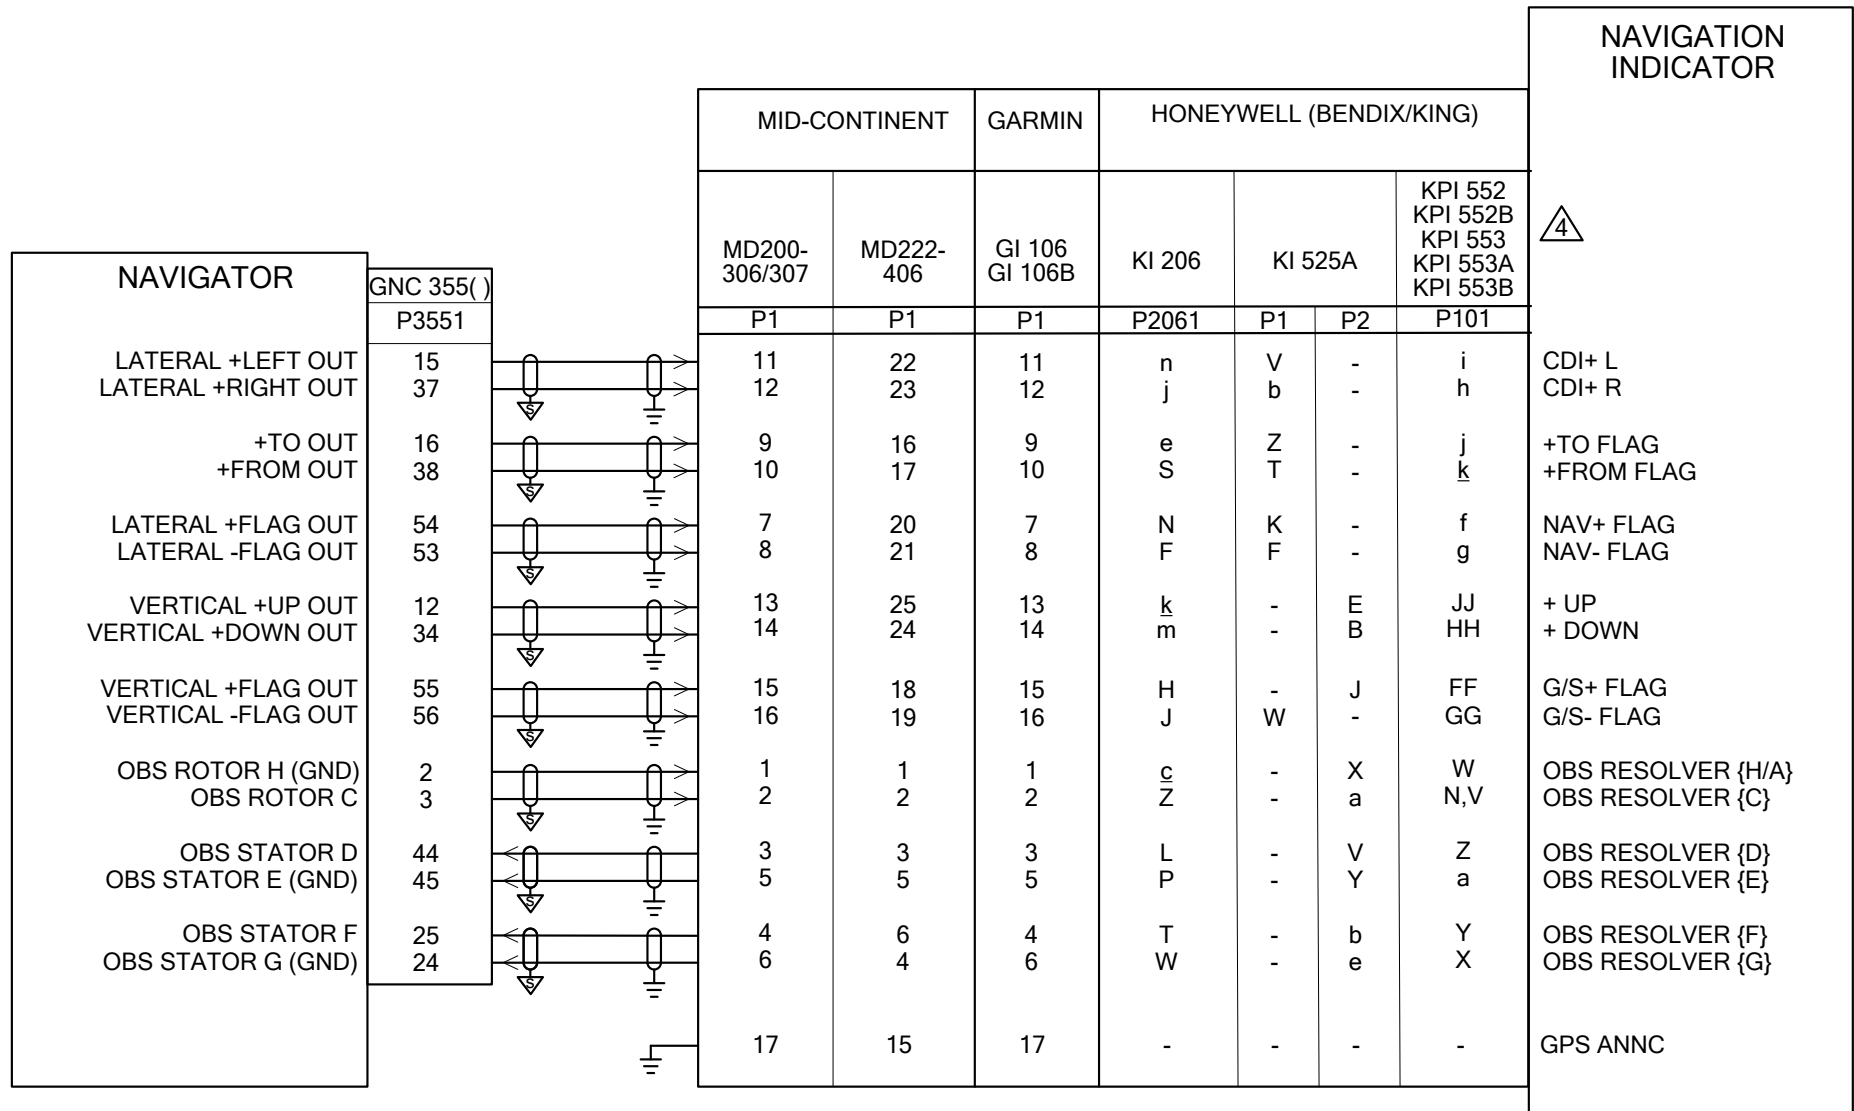 NAVIGATION
INDICATOR
MID-CONTINENT GARMIN HONEYWELL (BENDIX/KING)
MD200-
306/307
MD222-
406
GI 106
GI 106B
KI 206
KI 525A
KPI 552
KPI 552B
KPI 553
KPI 553A
KPI 553B
4
NAVIGATOR
GNC 355( )
P3551 P1 P1 P1 P2061 P1 P2 P101
LATERAL +LEFT OUT 15 11 22 11 n V - i CDI+ L
LATERAL +RIGHT OUT 37 12 23 12 j b - h CDI+ R
S
+TO OUT 16 9 16 9 e Z - j +TO FLAG
+FROM OUT 38 10 17 10 S T - k +FROM FLAG
S
LATERAL +FLAG OUT 54 7 20 7 N K - f NAV+ FLAG
LATERAL -FLAG OUT 53 8 21 8 F F - g NAV- FLAG
S
VERTICAL +UP OUT 12 13 25 13 k - E JJ + UP
VERTICAL +DOWN OUT 34 14 24 14 m - B HH + DOWN
S
VERTICAL +FLAG OUT 55 15 18 15 H - J FF G/S+ FLAG
VERTICAL -FLAG OUT 56 16 19 16 J W - GG G/S- FLAG
S
OBS ROTOR H (GND) 2 1 1 1 c - X W OBS RESOLVER {H/A}
OBS ROTOR C 3 2 2 2 Z - a N,V OBS RESOLVER {C}
S
OBS STATOR D 44 3 3 3 L - V Z OBS RESOLVER {D}
OBS STATOR E (GND) 45 5 5 5 P - Y a OBS RESOLVER {E}
S
OBS STATOR F 25 4 6 4 T - b Y OBS RESOLVER {F}
OBS STATOR G (GND) 24 6 4 6 W - e X OBS RESOLVER {G}
S
17 15 17 - - - - GPS ANNC